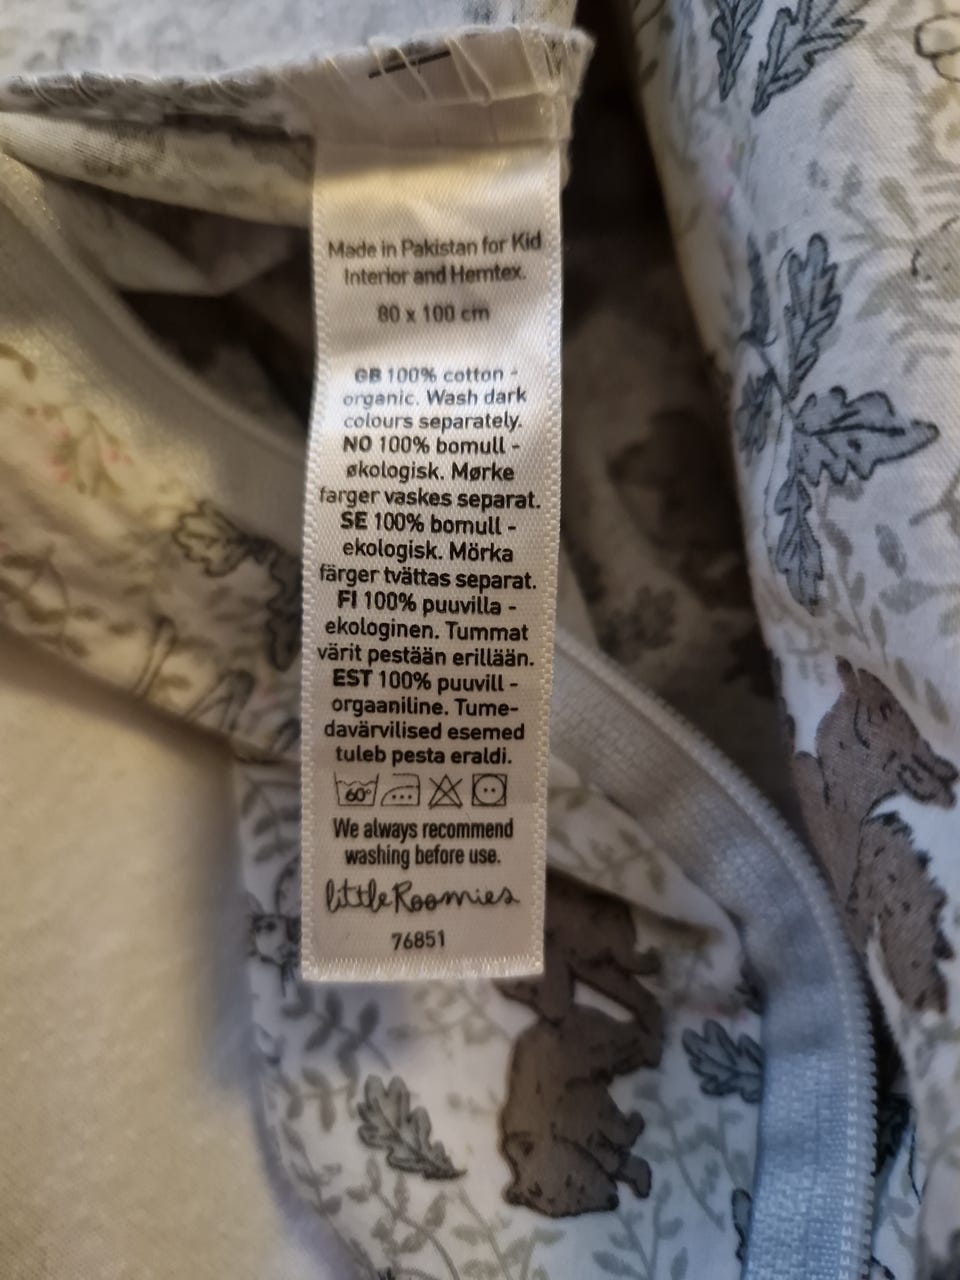 Made in Pakistan for Kid
Interior and Hemtex.
80 x 100 cm
GB 100% cotton -
organic. Wash dark
colours separately.
NO 100% bomull -
økologisk. Mørke
farger vaskes separat.
SE 100% bomull -
ekologisk. Mörka
färger tvättas separat.
FI 100% puuvilla -
ekologinen. Tummat
värit pestään erillään.
EST 100% puuvill -
orgaaniline. Tume-
davärvilised esemed
tuleb pesta eraldi.
60°
We always recommend
washing before use.
little Roomies
76851